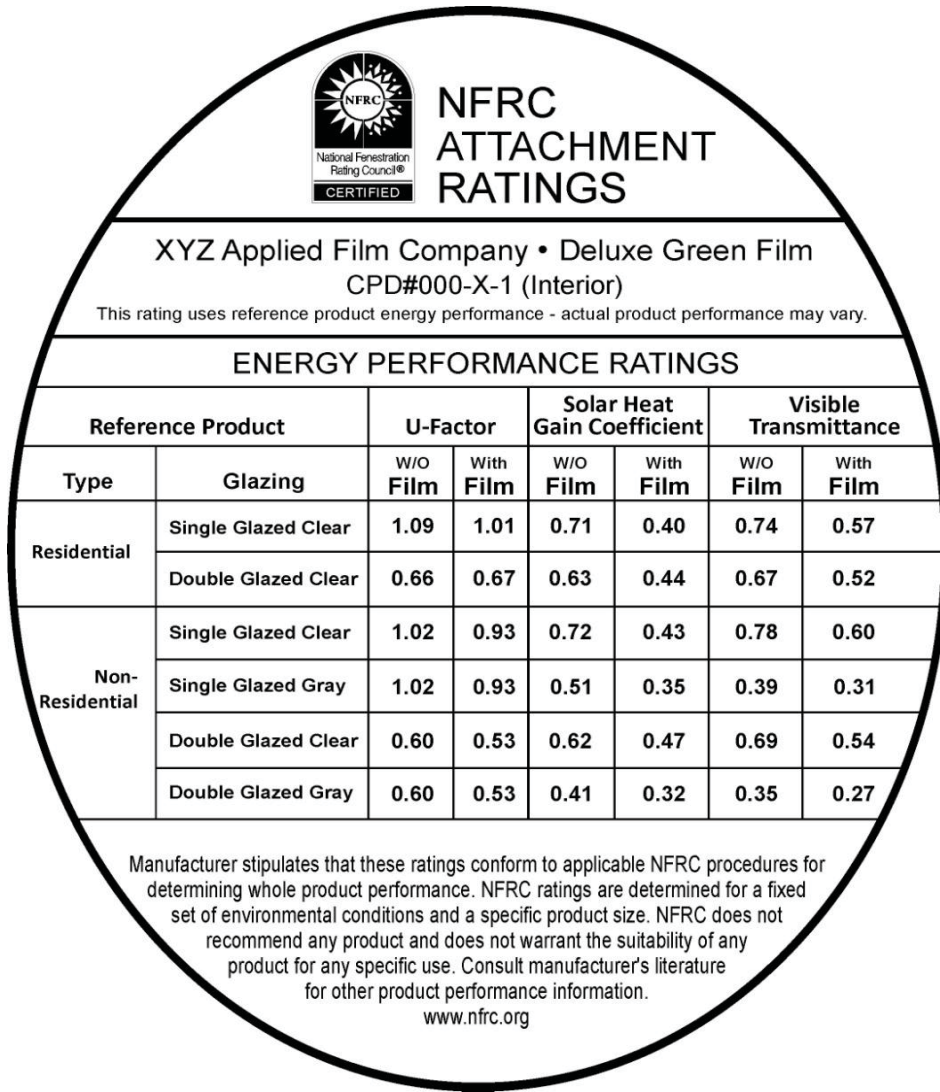 NFRC
National Fenestration
Rating Council®
CERTIFIED
NFRC
ATTACHMENT
RATINGS
XYZ Applied Film Company • Deluxe Green Film
CPD#000-X-1 (Interior)
This rating uses reference product energy performance - actual product performance may vary.
ENERGY PERFORMANCE RATINGS
Reference Product U-Factor Solar Heat Gain Coefficient Visible Transmittance
Type Glazing W/O Film With Film W/O Film With Film W/O Film With Film
Residential
Single Glazed Clear 1.09 1.01 0.71 0.40 0.74 0.57
Double Glazed Clear 0.66 0.67 0.63 0.44 0.67 0.52
Non-
Residential
Single Glazed Clear 1.02 0.93 0.72 0.43 0.78 0.60
Single Glazed Gray 1.02 0.93 0.51 0.35 0.39 0.31
Double Glazed Clear 0.60 0.53 0.62 0.47 0.69 0.54
Double Glazed Gray 0.60 0.53 0.41 0.32 0.35 0.27
Manufacturer stipulates that these ratings conform to applicable NFRC procedures for
determining whole product performance. NFRC ratings are determined for a fixed
set of environmental conditions and a specific product size. NFRC does not
recommend any product and does not warrant the suitability of any
product for any specific use. Consult manufacturer's literature
for other product performance information.
www.nfrc.org